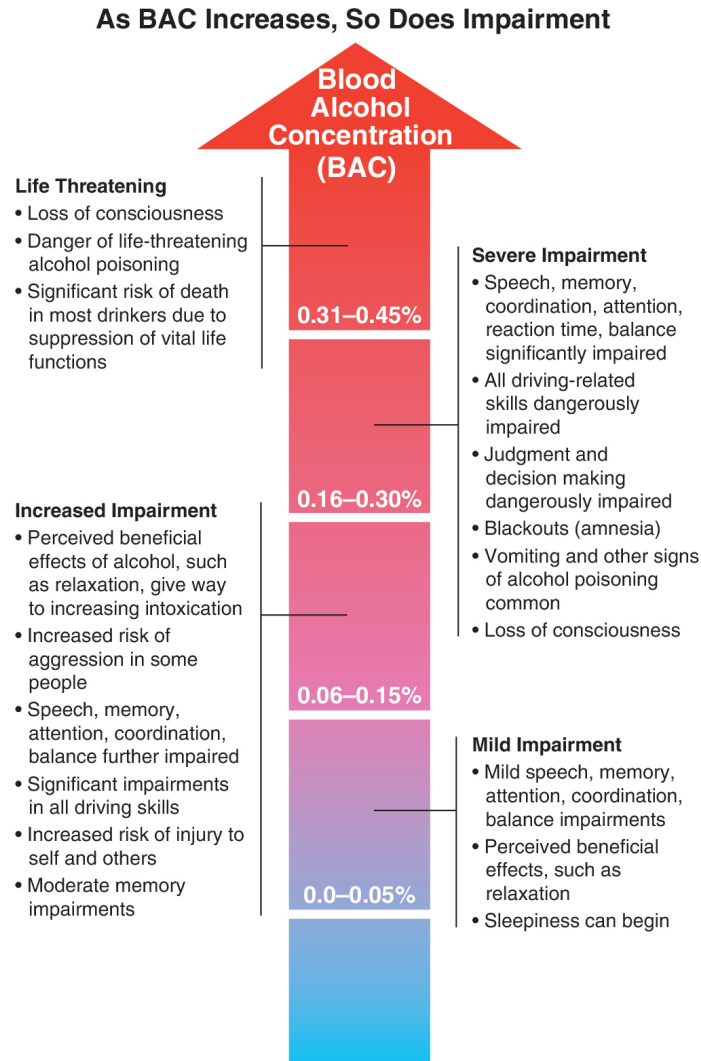 As BAC Increases, So Does Impairment
Blood
Alcohol
Concentration
(BAC)
Life Threatening
• Loss of consciousness
• Danger of life-threatening
alcohol poisoning
• Significant risk of death
in most drinkers due to
suppression of vital life
functions
0.31–0.45%
Severe Impairment
• Speech, memory,
coordination, attention,
reaction time, balance
significantly impaired
• All driving-related
skills dangerously
impaired
• Judgment and
decision making
dangerously impaired
• Blackouts (amnesia)
• Vomiting and other signs
of alcohol poisoning
common
• Loss of consciousness
0.16–0.30%
Increased Impairment
• Perceived beneficial
effects of alcohol, such
as relaxation, give way
to increasing intoxication
• Increased risk of
aggression in some
people
• Speech, memory,
attention, coordination,
balance further impaired
• Significant impairments
in all driving skills
• Increased risk of injury to
self and others
• Moderate memory
impairments
0.06–0.15%
Mild Impairment
• Mild speech, memory,
attention, coordination,
balance impairments
• Perceived beneficial
effects, such as
relaxation
• Sleepiness can begin
0.0–0.05%